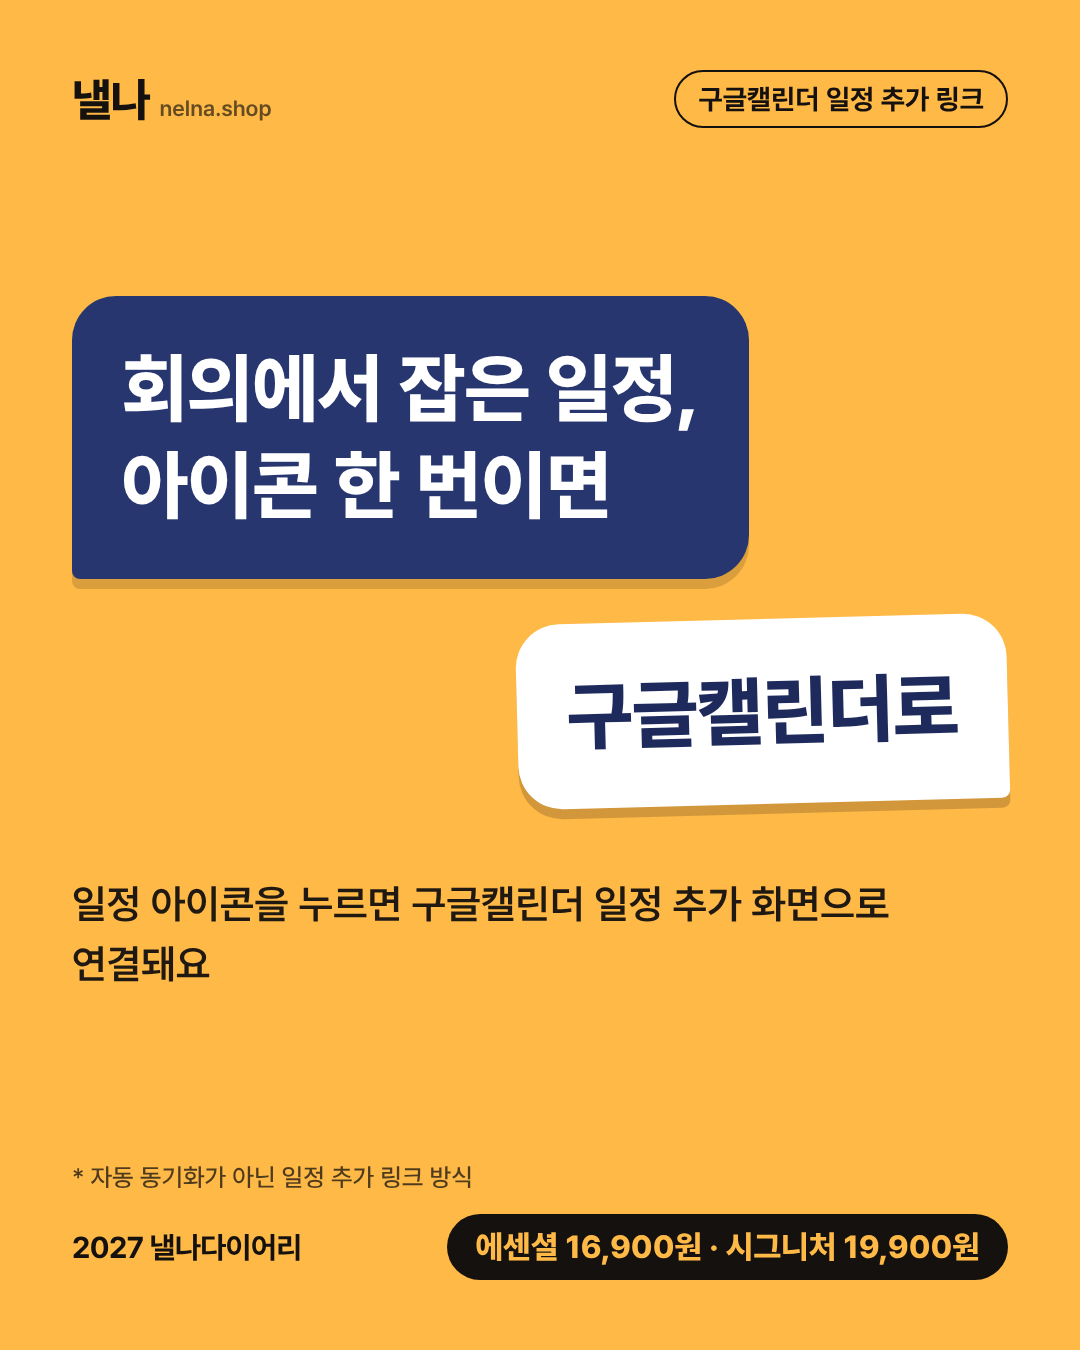 냴나 nelna.shop
구글캘린더 일정 추가 링크
회의에서 잡은 일정,
아이콘 한 번이면
구글캘린더로
일정 아이콘을 누르면 구글캘린더 일정 추가 화면으로
연결돼요
* 자동 동기화가 아닌 일정 추가 링크 방식
2027 냴나다이어리
에센셜 16,900원 · 시그니처 19,900원